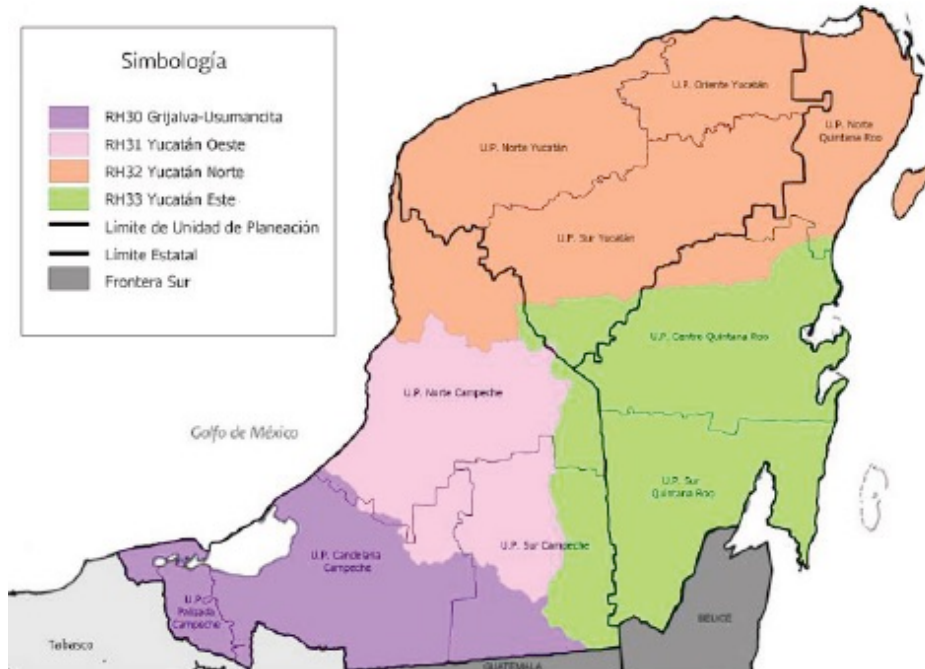 Simbología
RH30 Grijalva-Usumancita
RH31 Yucatán Oeste
RH32 Yucatán Norte
RH33 Yucatán Este
Límite de Unidad de Planeación
Límite Estatal
Frontera Sur
U.P. Oriente Yucatán
U.P. Norte Yucatán
U.P. Norte
Quintana Roo
U.P. Sur Yucatán
U.P. Centro Quintana Roo
U.P. Norte Campeche
Golfo de México
U.P. Sur
Quintana Roo
U.P. Sur Campeche
U.P. Candelaria
Campeche
U.P.
Palizada
Campeche
BELICE
Tabasco
GUATEMALA